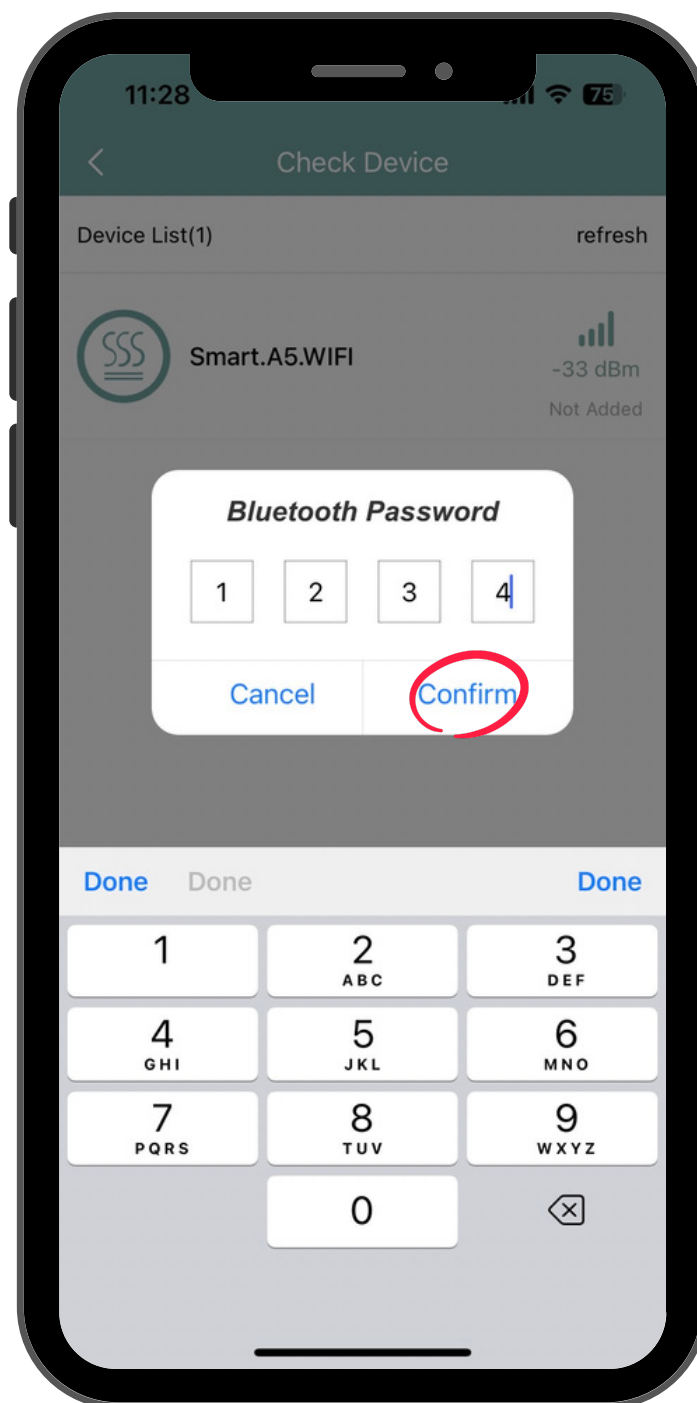 11:28 75
Check Device
Device List(1) refresh
SSS
Smart.A5.WIFI
-33 dBm
Not Added
Bluetooth Password
1 2 3 4
Cancel Confirm
Done Done Done
1 2 3
ABC DEF
4 5 6
GHI JKL MNO
7 8 9
PQRS TUV WXYZ
0